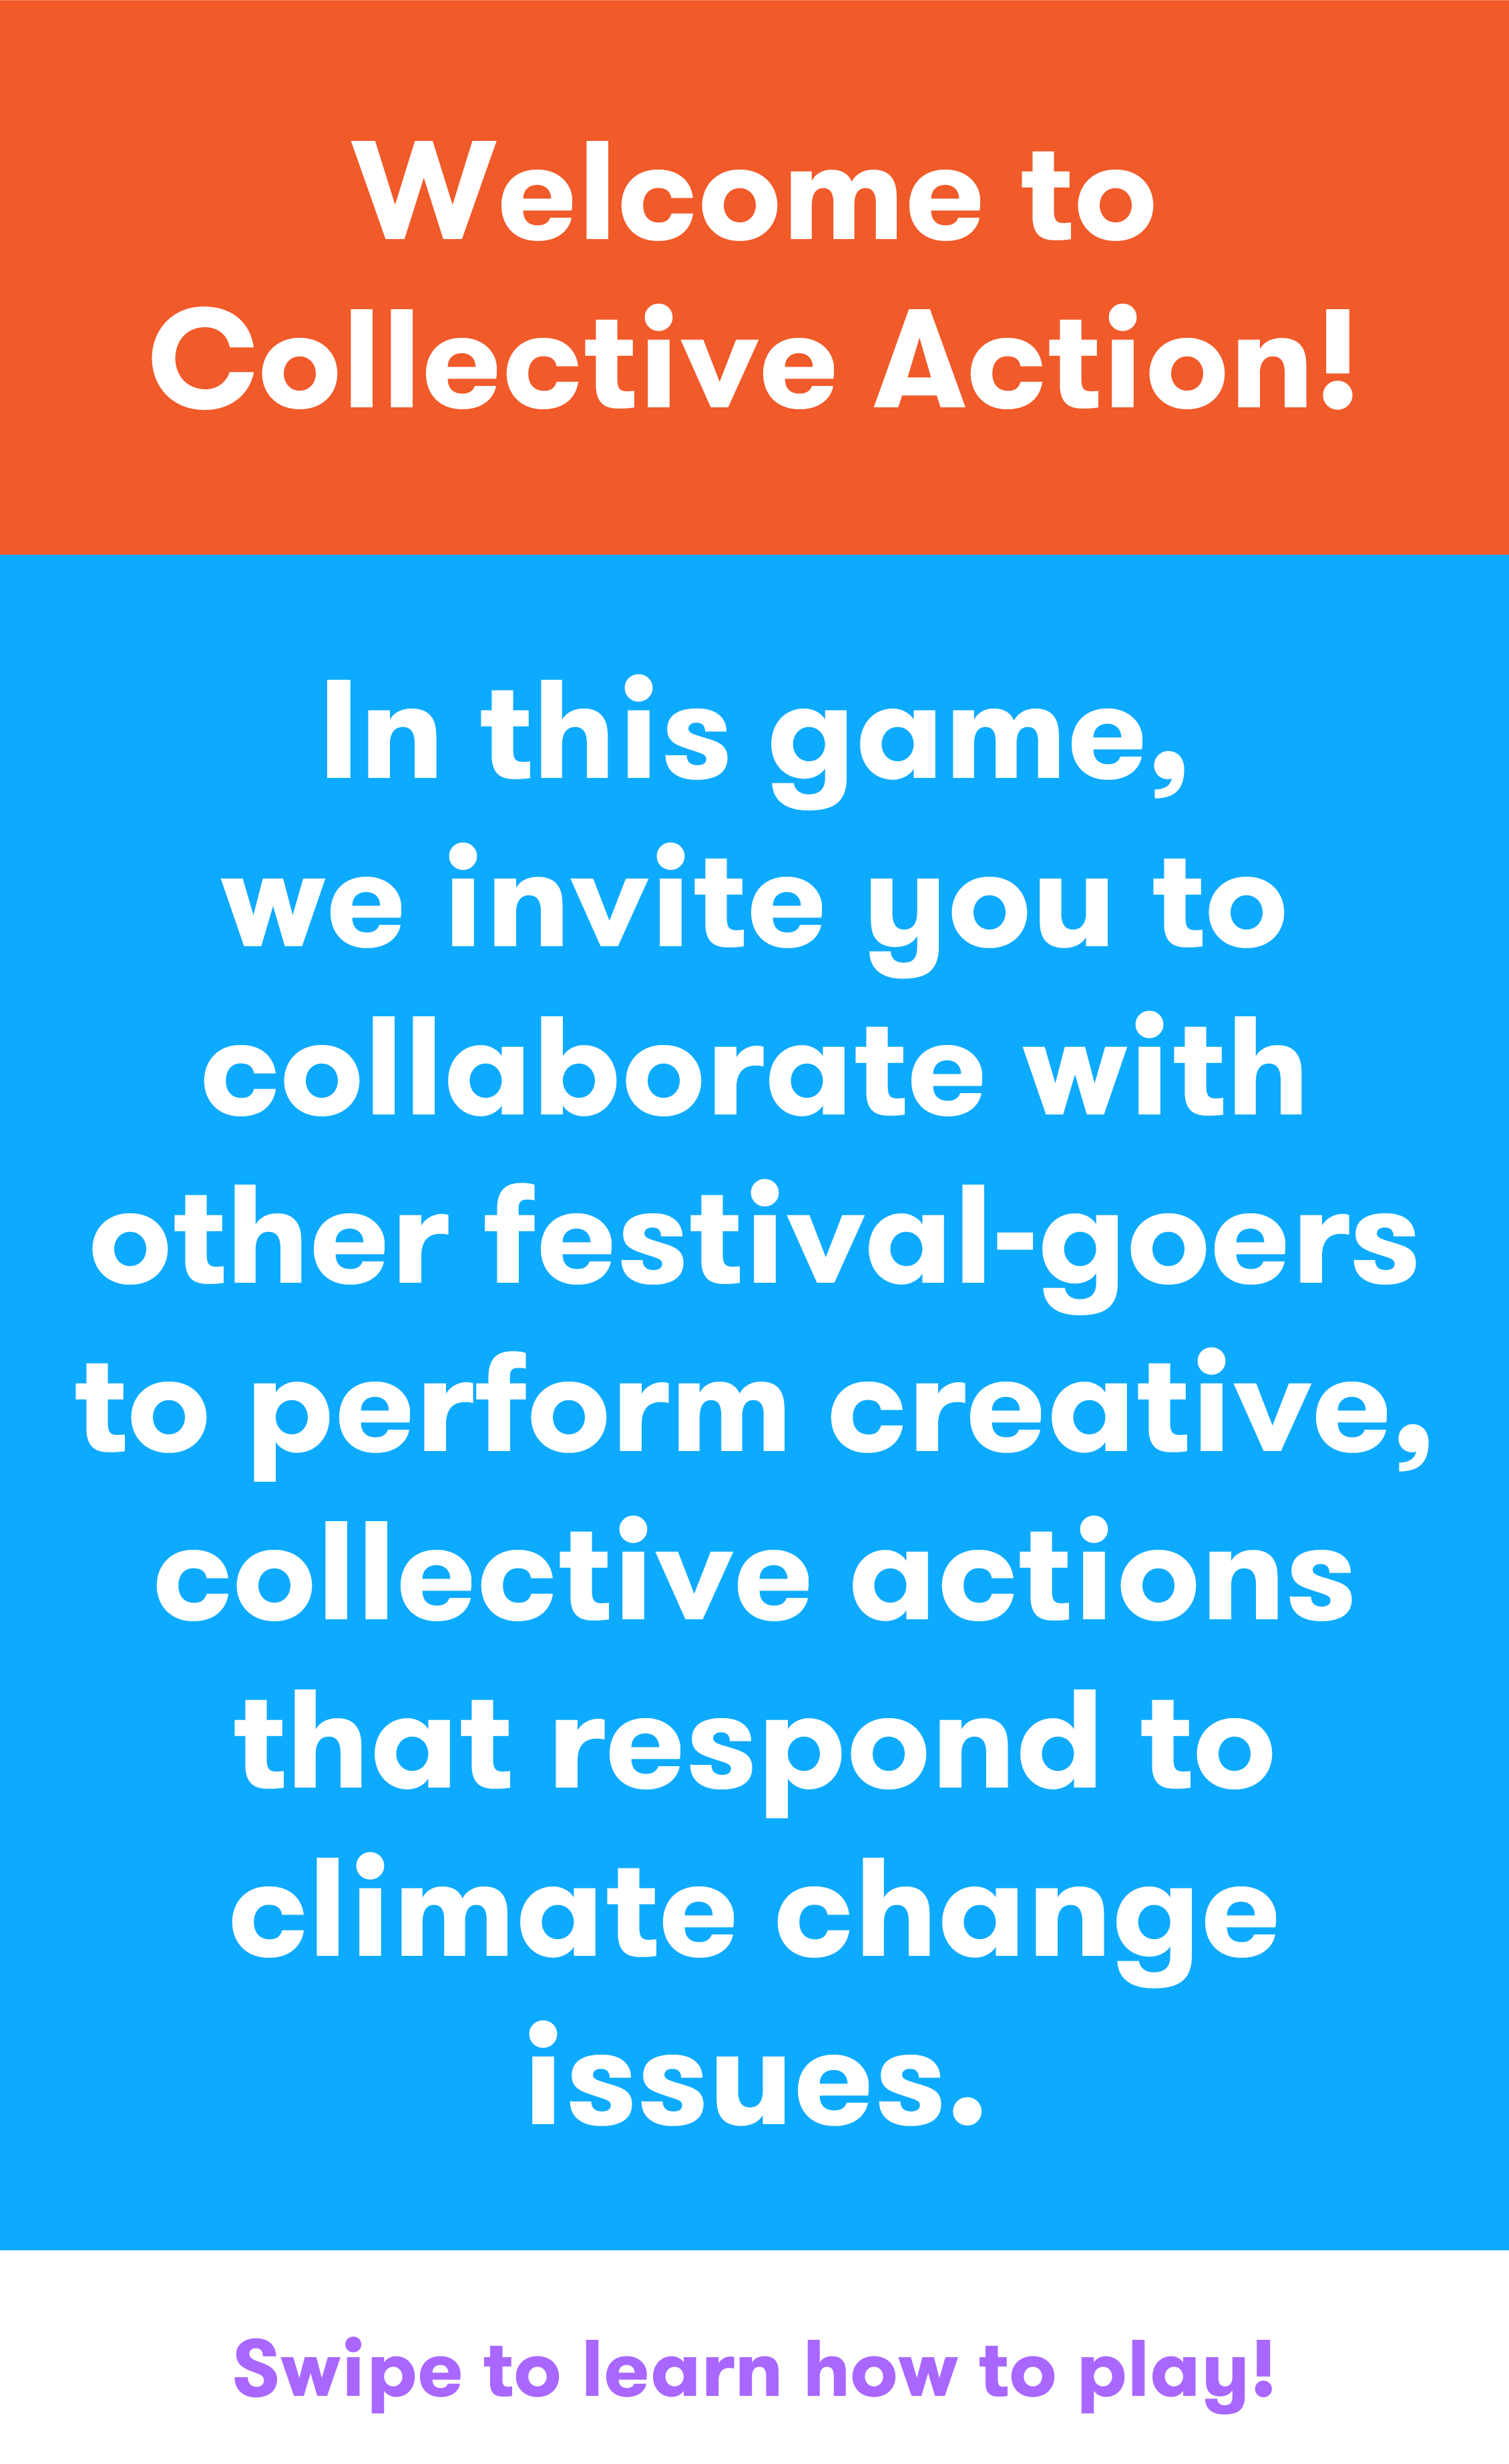 Welcome to
Collective Action!
In this game,
we invite you to
collaborate with
other festival-goers
to perform creative,
collective actions
that respond to
climate change
issues.
Swipe to learn how to play!